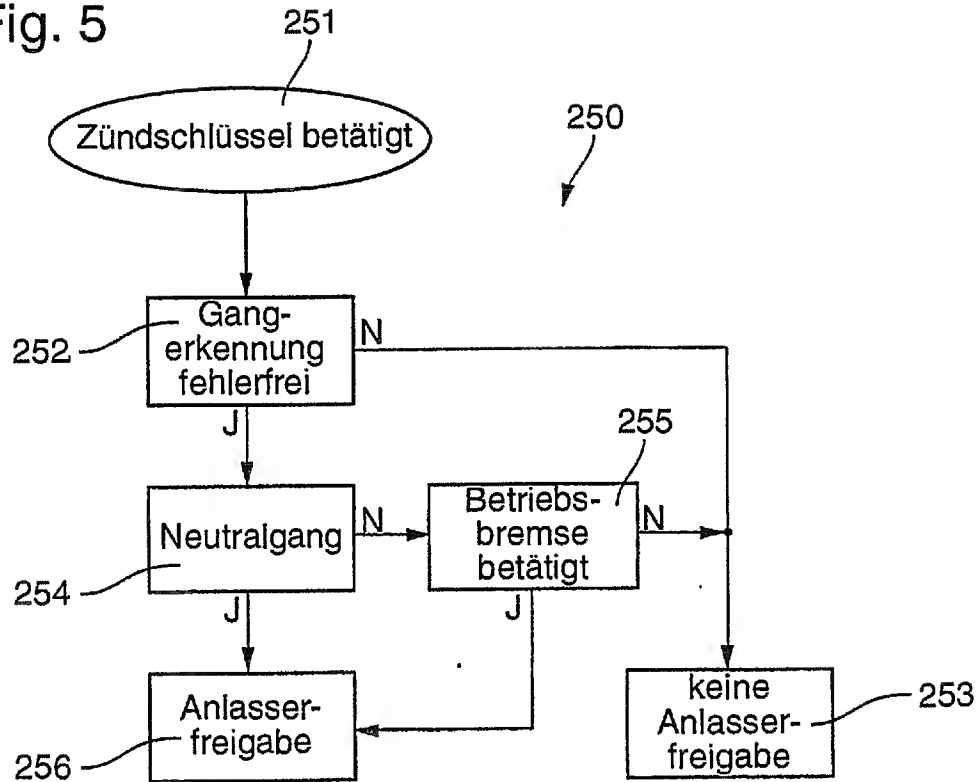 Fig. 5
251
Zündschlüssel betätigt
250
252
Gang-
erkennung
fehlerfrei
N
J
255
254
Neutralgang
N
Betriebs-
bremse
betätigt
N
J
J
256
Anlasser-
freigabe
keine
Anlasser-
freigabe
253